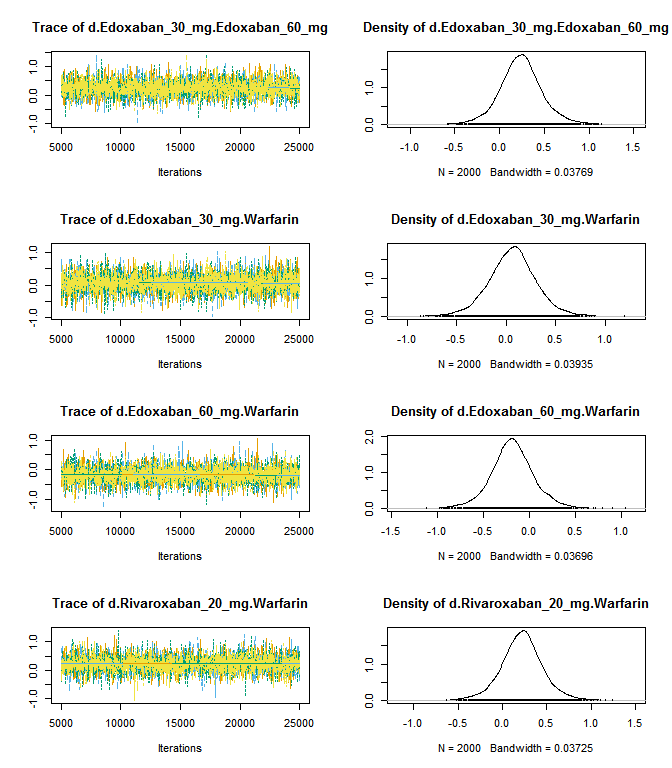 Trace of d.Edoxaban_30_mg.Edoxaban_60_mg
1.0
0.0
-1.0
5000 10000 15000 20000 25000
Iterations
Density of d.Edoxaban_30_mg.Edoxaban_60_mg
1.0
0.0
-1.0 -0.5 0.0 0.5 1.0 1.5
N = 2000 Bandwidth = 0.03769
Trace of d.Edoxaban_30_mg.Warfarin
1.0
0.0
-1.0
5000 10000 15000 20000 25000
Iterations
Density of d.Edoxaban_30_mg.Warfarin
1.0
0.0
-1.0 -0.5 0.0 0.5 1.0
N = 2000 Bandwidth = 0.03935
Trace of d.Edoxaban_60_mg.Warfarin
1.0
0.0
-1.0
5000 10000 15000 20000 25000
Iterations
Density of d.Edoxaban_60_mg.Warfarin
2.0
1.0
0.0
-1.5 -1.0 -0.5 0.0 0.5 1.0
N = 2000 Bandwidth = 0.03696
Trace of d.Rivaroxaban_20_mg.Warfarin
1.0
0.0
-1.0
5000 10000 15000 20000 25000
Iterations
Density of d.Rivaroxaban_20_mg.Warfarin
1.0
0.0
-1.0 -0.5 0.0 0.5 1.0 1.5
N = 2000 Bandwidth = 0.03725